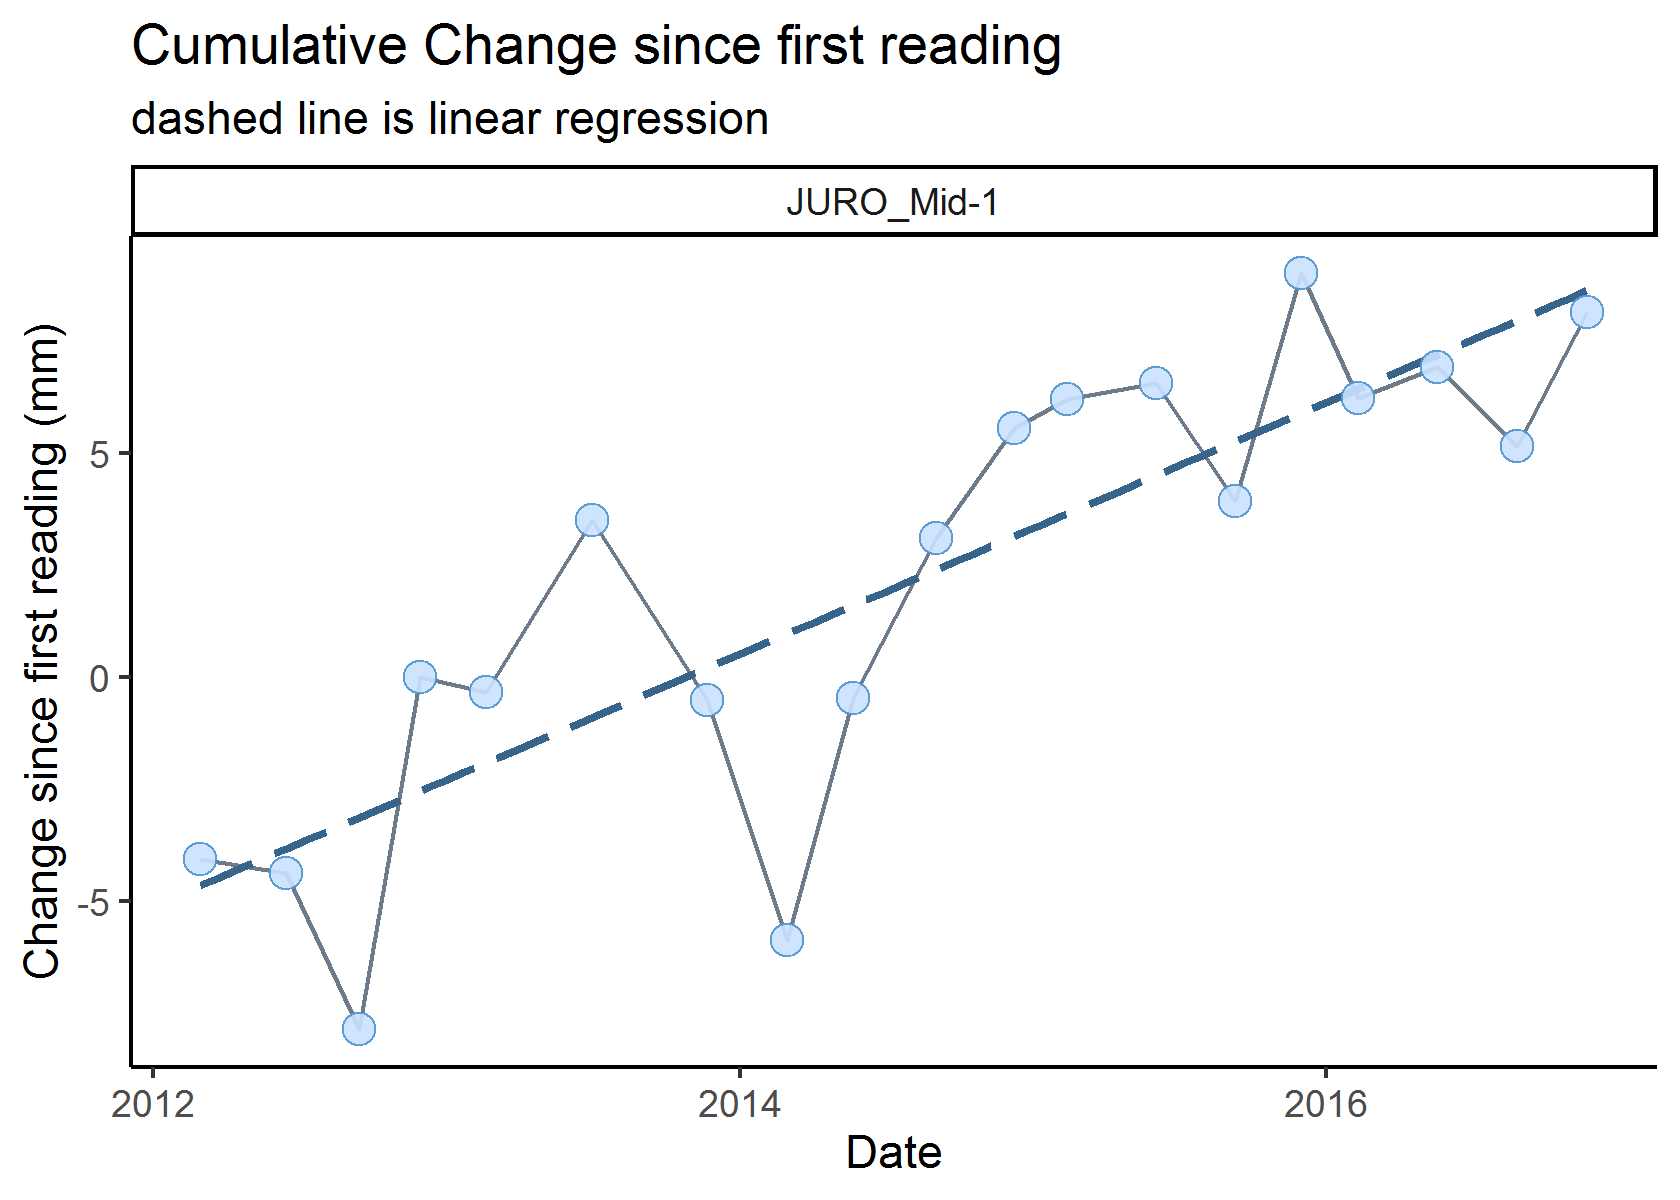 Cumulative Change since first reading
dashed line is linear regression
JURO_Mid-1
Change since first reading (mm)
5
0
-5
2012
2014
2016
Date